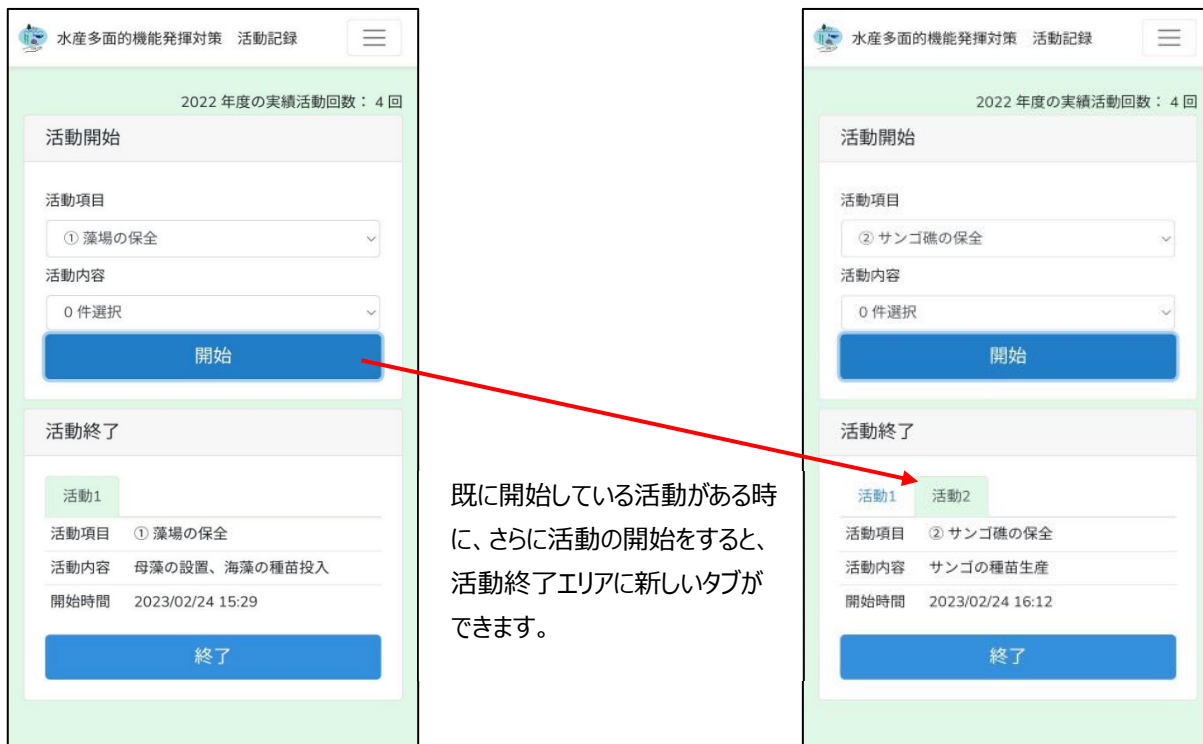 水産多面的機能発揮対策 活動記録
2022 年度の実績活動回数: 4 回
活動開始
活動項目
① 藻場の保全
活動内容
0 件選択
開始
活動終了
活動1
活動項目 ① 藻場の保全
活動内容 母藻の設置、海藻の種苗投入
開始時間 2023/02/24 15:29
終了
既に開始している活動がある時
に、さらに活動の開始をすると、
活動終了エリアに新しいタブが
できます。
水産多面的機能発揮対策 活動記録
2022 年度の実績活動回数: 4 回
活動開始
活動項目
② サンゴ礁の保全
活動内容
0 件選択
開始
活動終了
活動1 活動2
活動項目 ② サンゴ礁の保全
活動内容 サンゴの種苗生産
開始時間 2023/02/24 16:12
終了